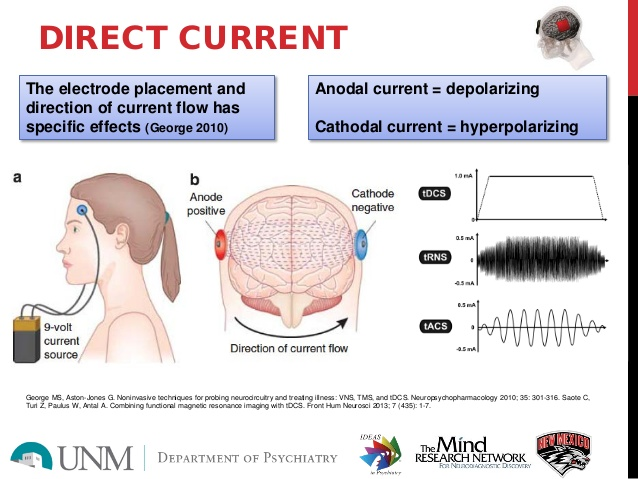 DIRECT CURRENT
The electrode placement and
direction of current flow has
specific effects (George 2010)
Anodal current = depolarizing
Cathodal current = hyperpolarizing
a
9-volt
current
source
b
Anode
positive
Cathode
negative
Direction of current flow
tDCS
1.0 mA
0
tRNS
0.5 mA
0
-0.5 mA
tACS
0.5 mA
0
-0.5 mA
George MS, Aston-Jones G. Noninvasive techniques for probing neurodcircuitry and treating illness: VNS, TMS, and tDCS. Neuropsychopharmacology 2010; 35: 301-316. Saote C,
Turi Z, Paulus W, Antal A. Combining functional magnetic resonance imaging with tDCS. Front Hum Neurosci 2013; 7 (435): 1-7.
UNM
DEPARTMENT OF PSYCHIATRY
IDEAS
in Psychiatry
The Mind
RESEARCH NETWORK
FOR NEURODIAGNOSTIC DISCOVERY
NEW MEXICO